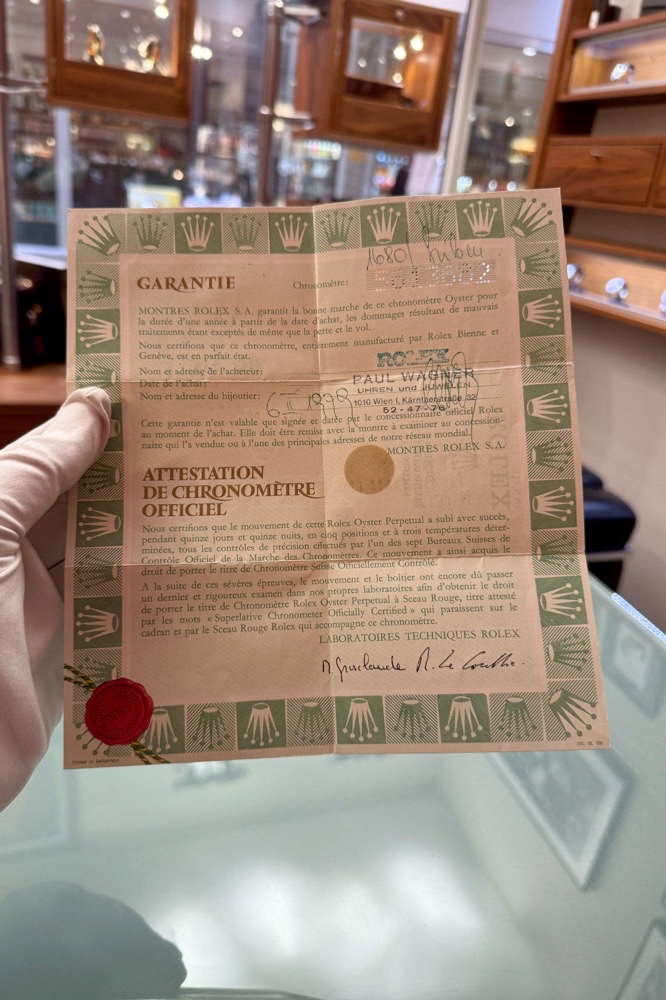 GARANTIE
Chronomètre: 1680/
MONTRES ROLEX S.A. garantit la bonne marche de ce chronomètre Oyster pour
la durée d'une année à partir de la date d'achat, les dommages résultant de mauvais
traitements étant exceptés de même que la perte et le vol.
Nous certifions que ce chronomètre, entièrement manufacturé par Rolex Bienne et
Genève, est en parfait état.
ROLEX
Nom et adresse de l'acheteur:
PAUL WAGNER
Date de l'achat:
UHREN und JUWELEN
Nom et adresse du bijoutier: 6. II 1978
1010 Wien I, Kärntnerstraße 32
52-47-76
Cette garantie n'est valable que signée et datée par le concessionnaire officiel Rolex
au moment de l'achat. Elle doit être remise avec la montre à examiner au concession-
naire qui l'a vendue ou à l'une des principales adresses de notre réseau mondial.
MONTRES ROLEX S.A.
ATTESTATION
DE CHRONOMÈTRE
OFFICIEL
Nous certifions que le mouvement de cette Rolex Oyster Perpetual a subi avec succès,
pendant quinze jours et quinze nuits, en cinq positions et à trois températures déter-
minées, tous les contrôles de précision effectués par l'un des sept Bureaux Suisses de
Contrôle Officiel de la Marche des Chronomètres. Ce mouvement a ainsi acquis le
droit de porter le titre de Chronomètre Suisse Officiellement Contrôlé.
A la suite de ces sévères épreuves, le mouvement et le boîtier ont encore dû passer
un dernier et rigoureux examen dans nos propres laboratoires afin d'obtenir le droit
de porter le titre de Chronomètre Rolex Oyster Perpetual à Sceau Rouge, titre attesté
par les mots « Superlative Chronometer Officially Certified » qui paraissent sur le
cadran et par le Sceau Rouge Rolex qui accompagne ce chronomètre.
LABORATOIRES TECHNIQUES ROLEX
Printed in Switzerland